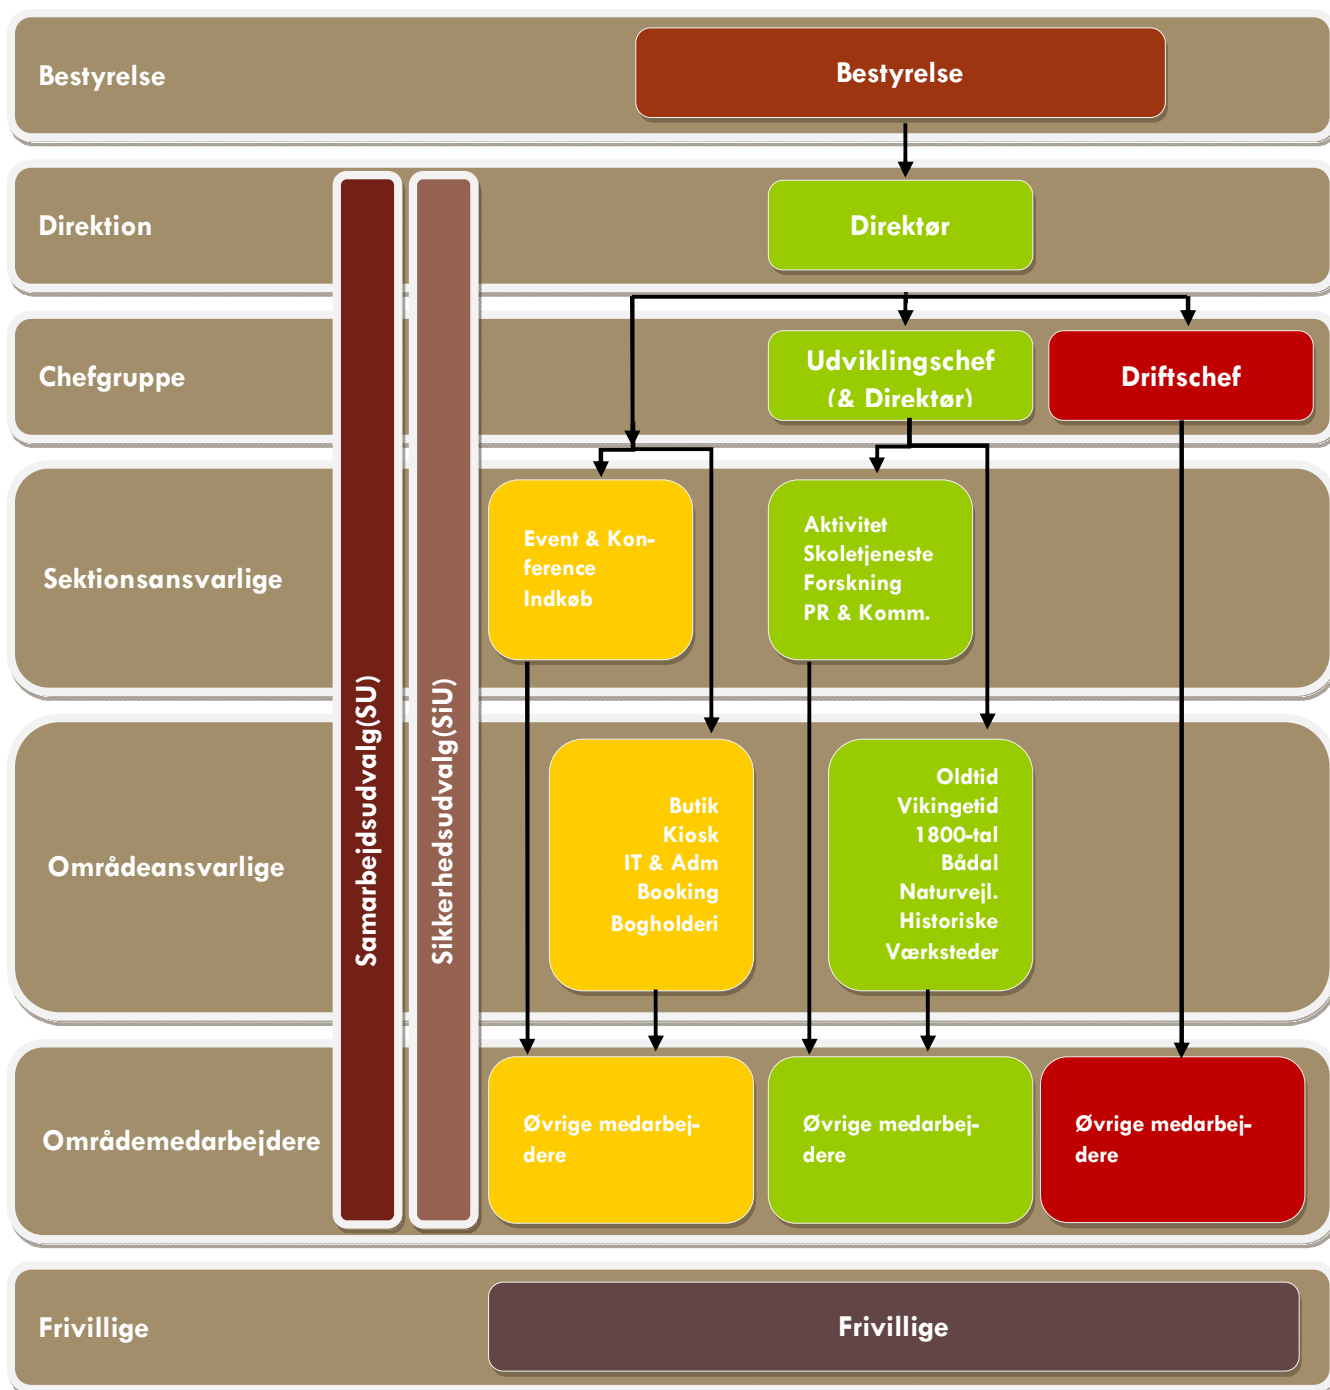 Bestyrelse
Bestyrelse
Direktion
Direktør
Chefgruppe
Udviklingschef
(& Direktør)
Driftschef
Samarbejdsudvalg(SU)
Sikkerhedsudvalg(SiU)
Sektionsansvarlige
Event & Kon-
ference
Indkøb
Aktivitet
Skoletjeneste
Forskning
PR & Komm.
Områdeansvarlige
Butik
Kiosk
IT & Adm
Booking
Bogholderi
Oldtid
Vikingetid
1800-tal
Bådal
Naturvejl.
Historiske
Værksteder
Områdemedarbejdere
Øvrige medarbej-
dere
Øvrige medarbej-
dere
Øvrige medarbej-
dere
Frivillige
Frivillige